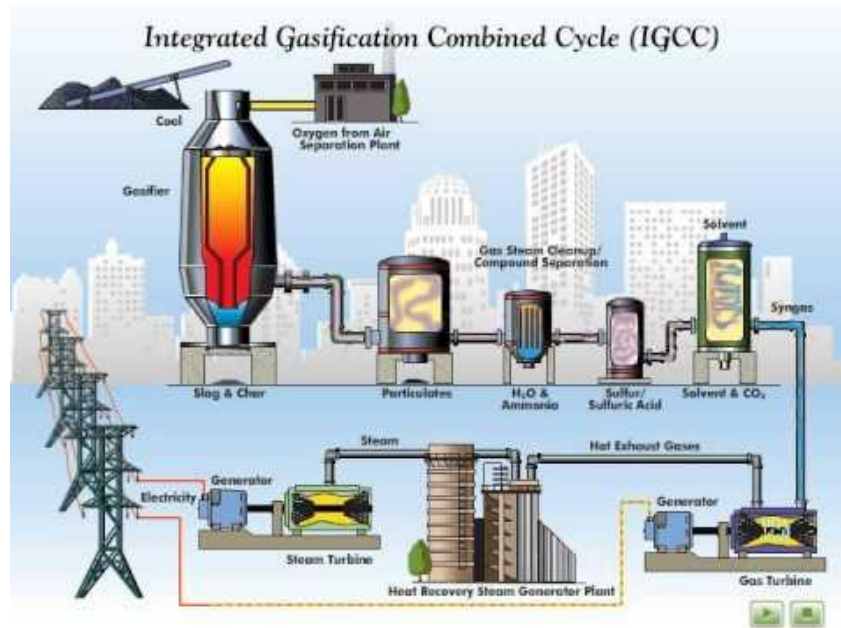 Integrated Gasification Combined Cycle (IGCC)
Coal
Oxygen from Air
Separation Plant
Gasifier
Gas Steam Cleanup/
Compound Separation
Solvent
Syngas
Slag & Char
Particulates
H₂O &
Ammonia
Sulfur/
Sulfuric Acid
Solvent & CO₂
Steam
Hot Exhaust Gases
Generator
Electricity
Generator
Steam Turbine
Heat Recovery Steam Generator Plant
Gas Turbine